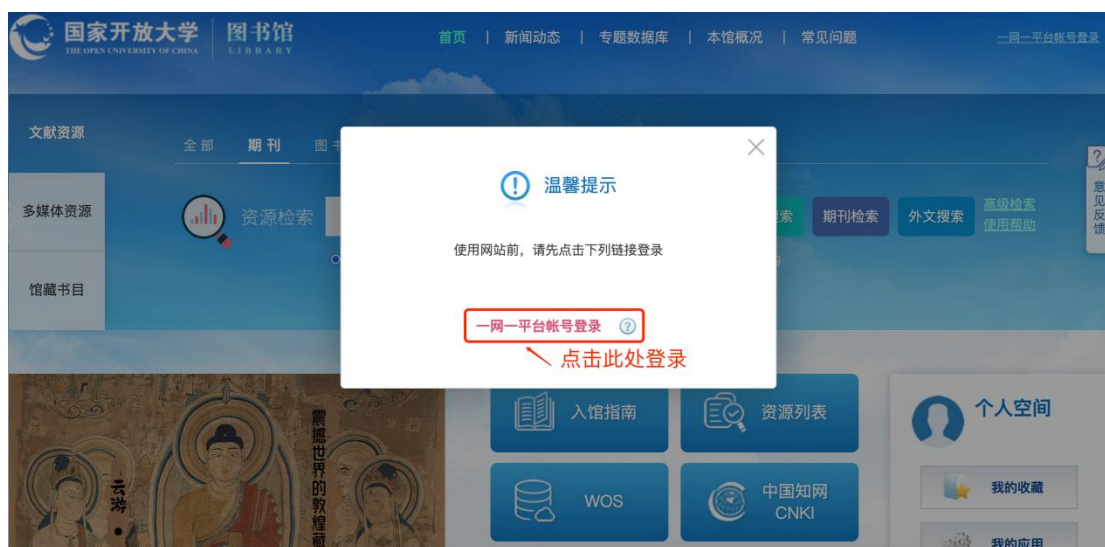 国家开放大学
THE OPEN UNIVERSITY OF CHINA
图书馆
LIBRARY
首页 | 新闻动态 | 专题数据库 | 本馆概况 | 常见问题
一网一平台账号登录
文献资源
多媒体资源
馆藏书目
全部 期刊 图书
资源检索
期刊检索
外文搜索
高级检索
使用帮助
意见反馈
温馨提示
使用网站前，请先点击下列链接登录
一网一平台帐号登录
点击此处登录
入馆指南
资源列表
WOS
中国知网
CNKI
个人空间
我的收藏
我的应用
震撼世界的敦煌藏
云游·